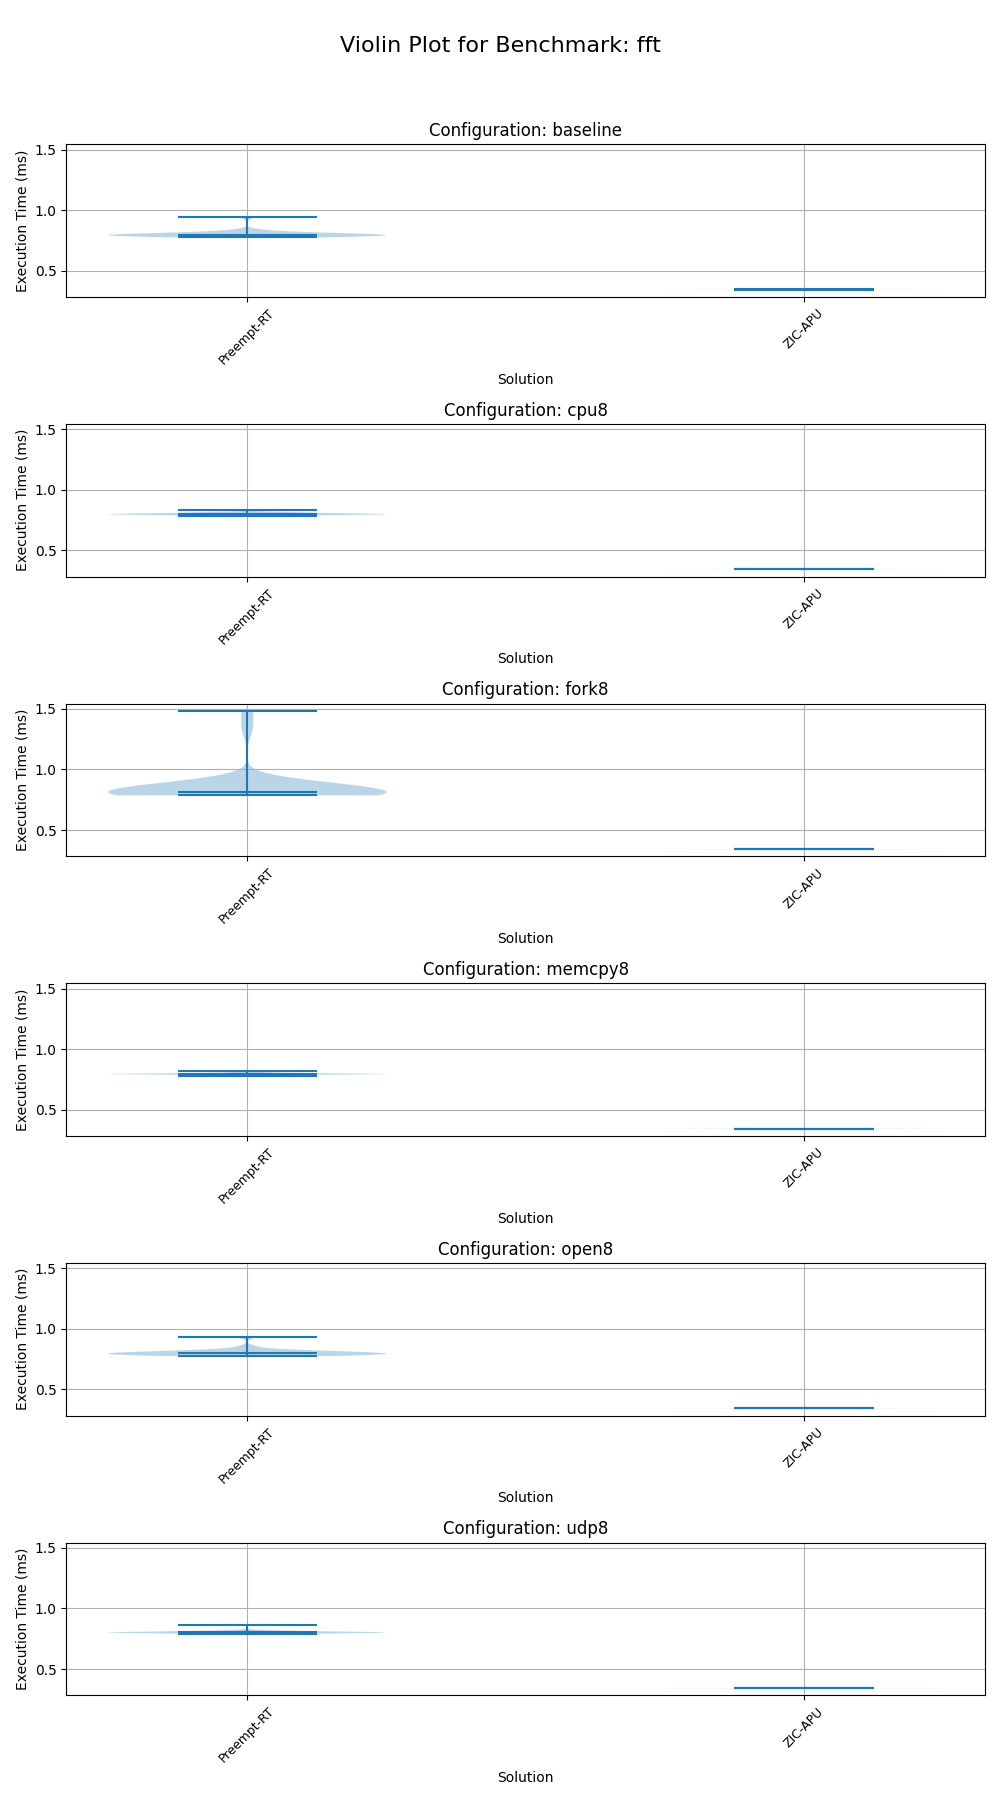 Violin Plot for Benchmark: fft
Configuration: baseline
Execution Time (ms)
1.5
1.0
0.5
Preempt-RT
ZIC-APU
Solution
Configuration: cpu8
Execution Time (ms)
1.5
1.0
0.5
Preempt-RT
ZIC-APU
Solution
Configuration: fork8
Execution Time (ms)
1.5
1.0
0.5
Preempt-RT
ZIC-APU
Solution
Configuration: memcpy8
Execution Time (ms)
1.5
1.0
0.5
Preempt-RT
ZIC-APU
Solution
Configuration: open8
Execution Time (ms)
1.5
1.0
0.5
Preempt-RT
ZIC-APU
Solution
Configuration: udp8
Execution Time (ms)
1.5
1.0
0.5
Preempt-RT
ZIC-APU
Solution